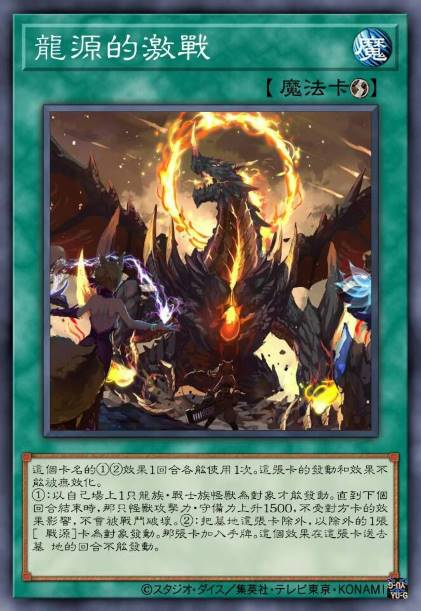 龍源的激戰
魔
【魔法卡】
這個卡名的①②效果1回合各能使用1次。這張卡的發動和效果不
能被無效化。
①:以自己場上1只龍族·戰士族怪獸為對象才能發動。直到下個
回合結束時,那只怪獸攻擊力·守備力上升1500,不受對方卡的效
果影響,不會被戰鬥破壞。②:把墓地這張卡除外,以除外的1張
[ 戰源]卡為對象發動。那張卡加入手牌。這個效果在這張卡送去
墓 地的回合不能發動。
©スタジオ・ダイス/集英社・テレビ東京・KONAMI
YU-G